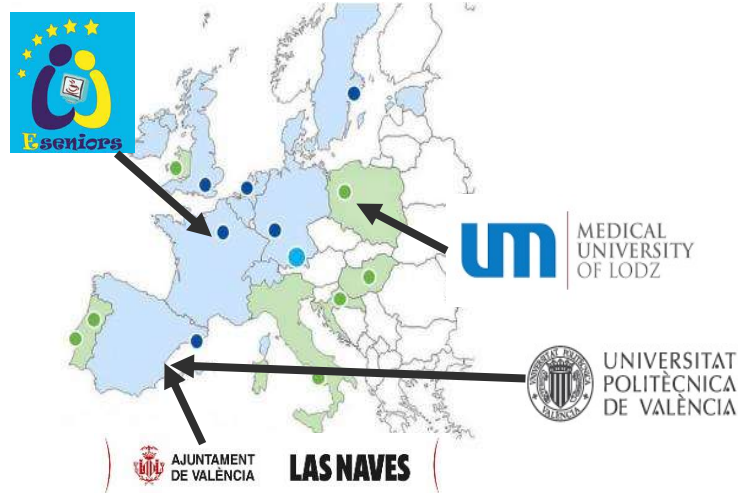 Eseniors
MEDICAL
UNIVERSITY
OF LODZ
UNIVERSITAT
POLITÈCNICA
DE VALÈNCIA
AJUNTAMENT
DE VALÈNCIA
LAS NAVES